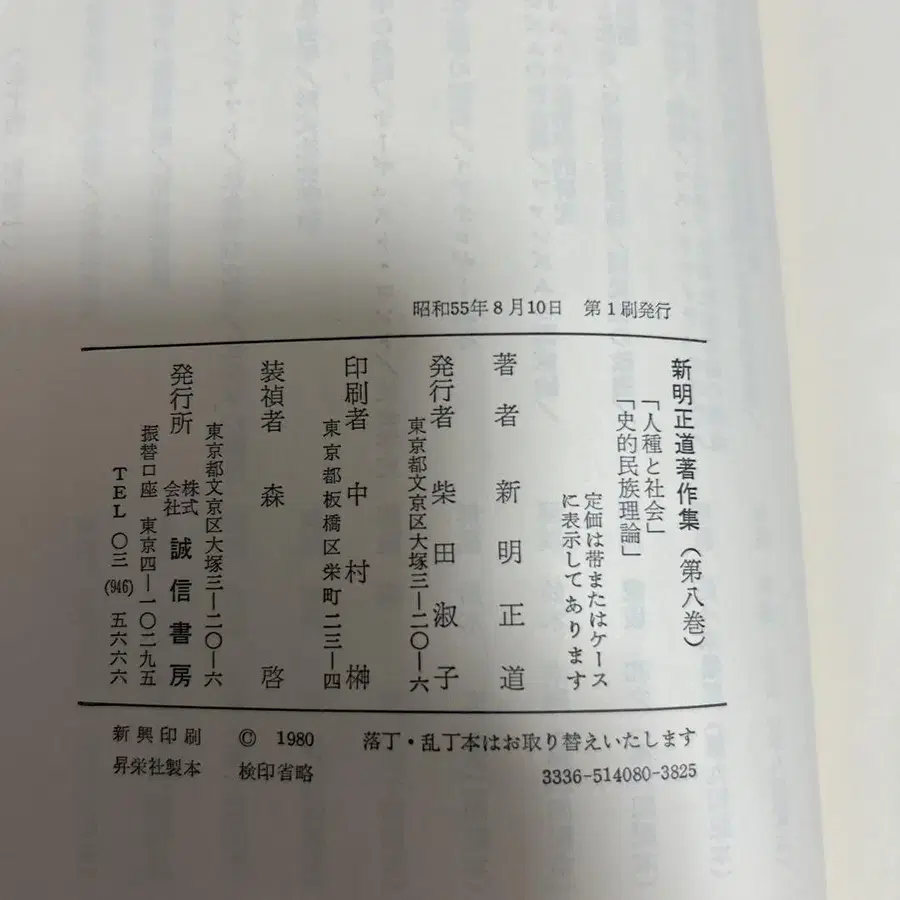 昭和55年8月10日 第1刷発行
新明正道著作集(第八巻)
「人種と社会」
「史的民族理論」
定価は帯またはケース
に表示してあります
著者 新明正道
発行者 柴田淑子
東京都文京区大塚三―二〇―六
印刷者 中村榊
東京都板橋区栄町二三―四
装禎者 森啓
東京都文京区大塚三―二〇―六
発行所 株式会社 誠信書房
振替口座 東京四―一〇二九五
TEL 〇三(946)五六六六
落丁・乱丁本はお取り替えいたします
© 1980
新興印刷
3336-514080-3825
検印省略
昇栄社製本